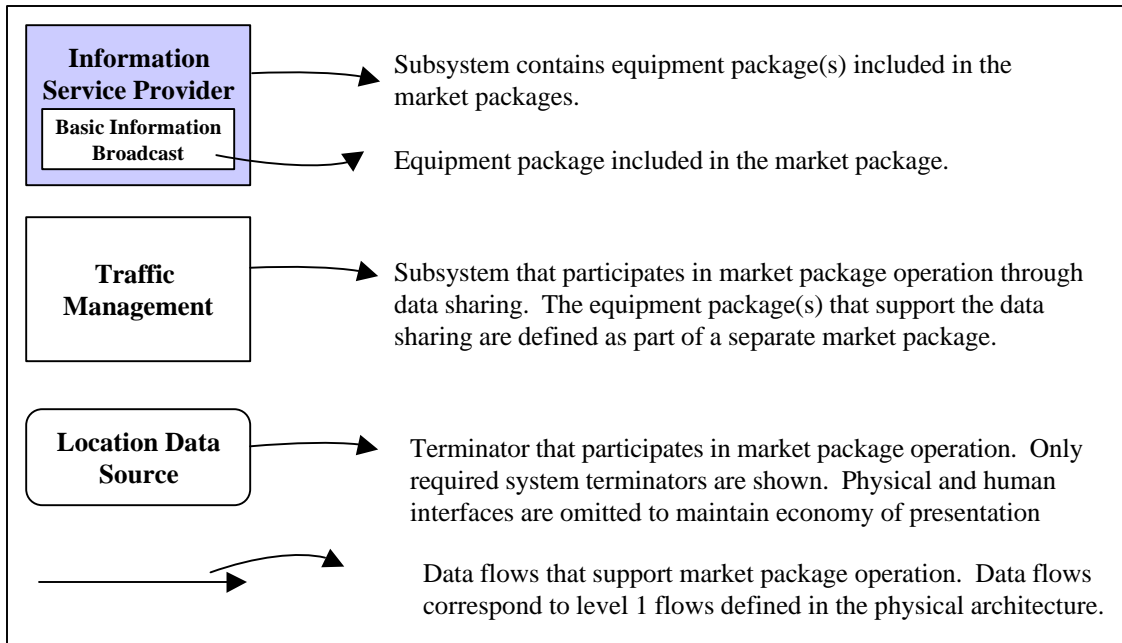 Information
Service Provider
Basic Information
Broadcast
Subsystem contains equipment package(s) included in the
market packages.
Equipment package included in the market package.
Traffic
Management
Subsystem that participates in market package operation through
data sharing.  The equipment package(s) that support the data
sharing are defined as part of a separate market package.
Location Data
Source
Terminator that participates in market package operation.  Only
required system terminators are shown.  Physical and human
interfaces are omitted to maintain economy of presentation
Data flows that support market package operation.  Data flows
correspond to level 1 flows defined in the physical architecture.